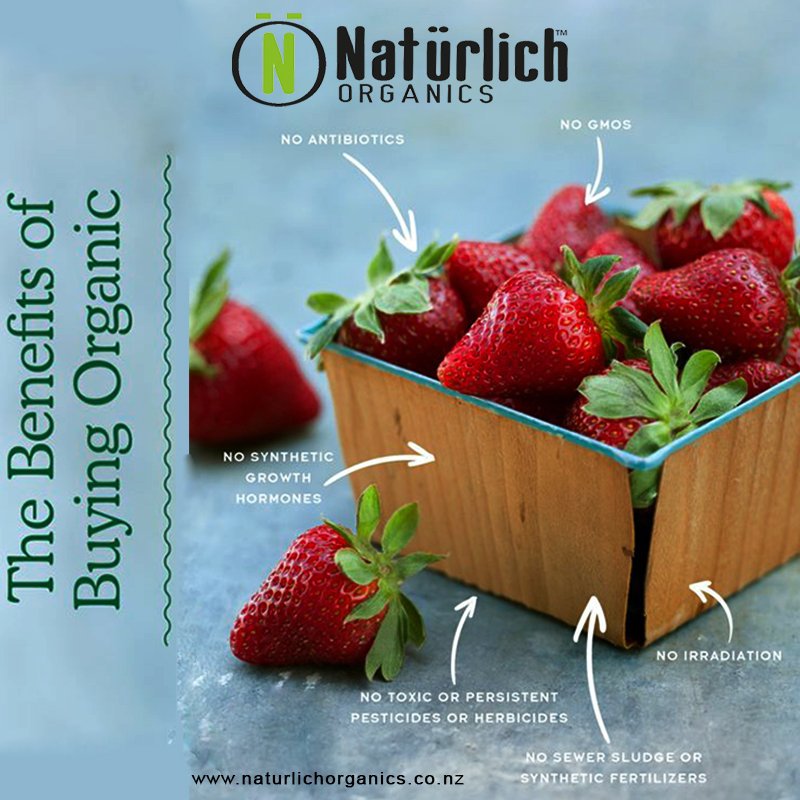 Ö N
Natürlich™
ORGANICS
The Benefits of
Buying Organic
NO ANTIBIOTICS
NO GMOS
NO SYNTHETIC
GROWTH
HORMONES
NO IRRADIATION
NO TOXIC OR PERSISTENT
PESTICIDES OR HERBICIDES
NO SEWER SLUDGE OR
SYNTHETIC FERTILIZERS
www.naturlichorganics.co.nz